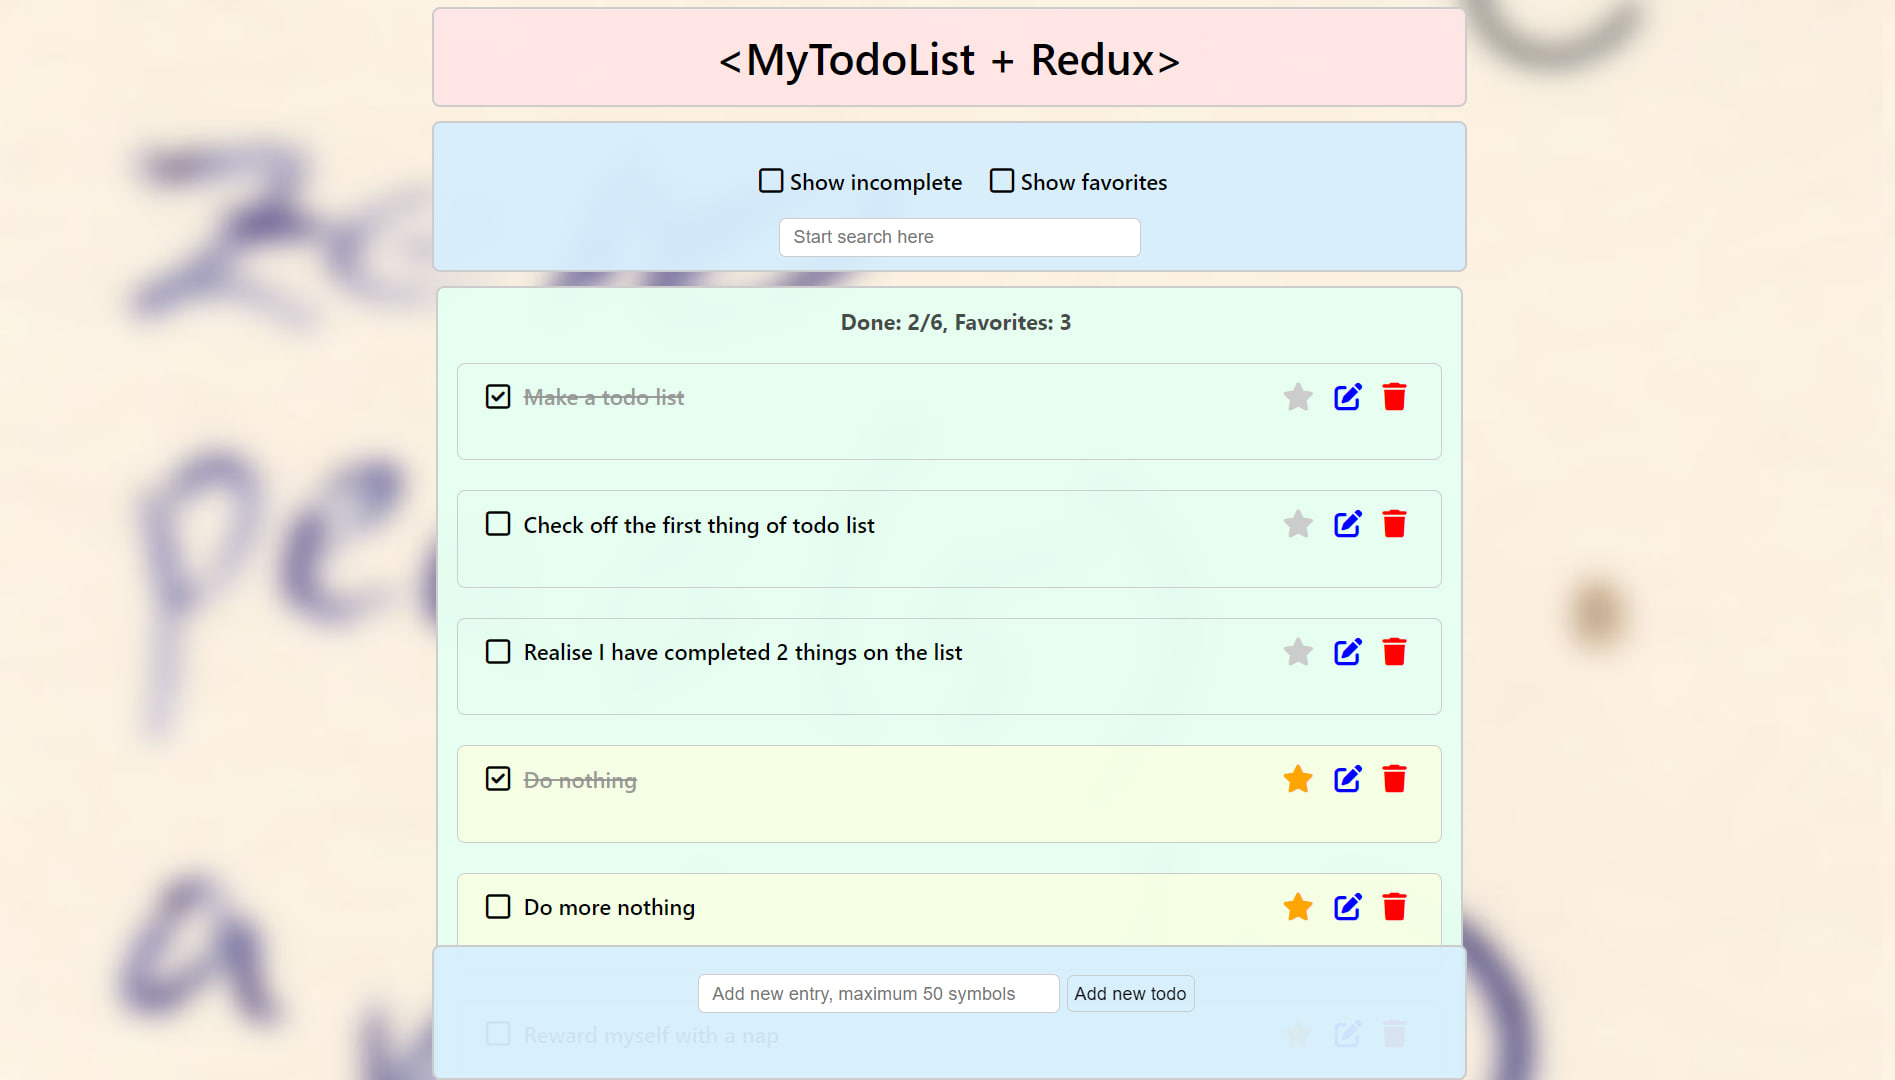 <MyTodoList + Redux>
Show incomplete Show favorites
Start search here
Done: 2/6, Favorites: 3
Make a todo list
Check off the first thing of todo list
Realise I have completed 2 things on the list
Do nothing
Do more nothing
Add new entry, maximum 50 symbols Add new todo
Reward myself with a nap